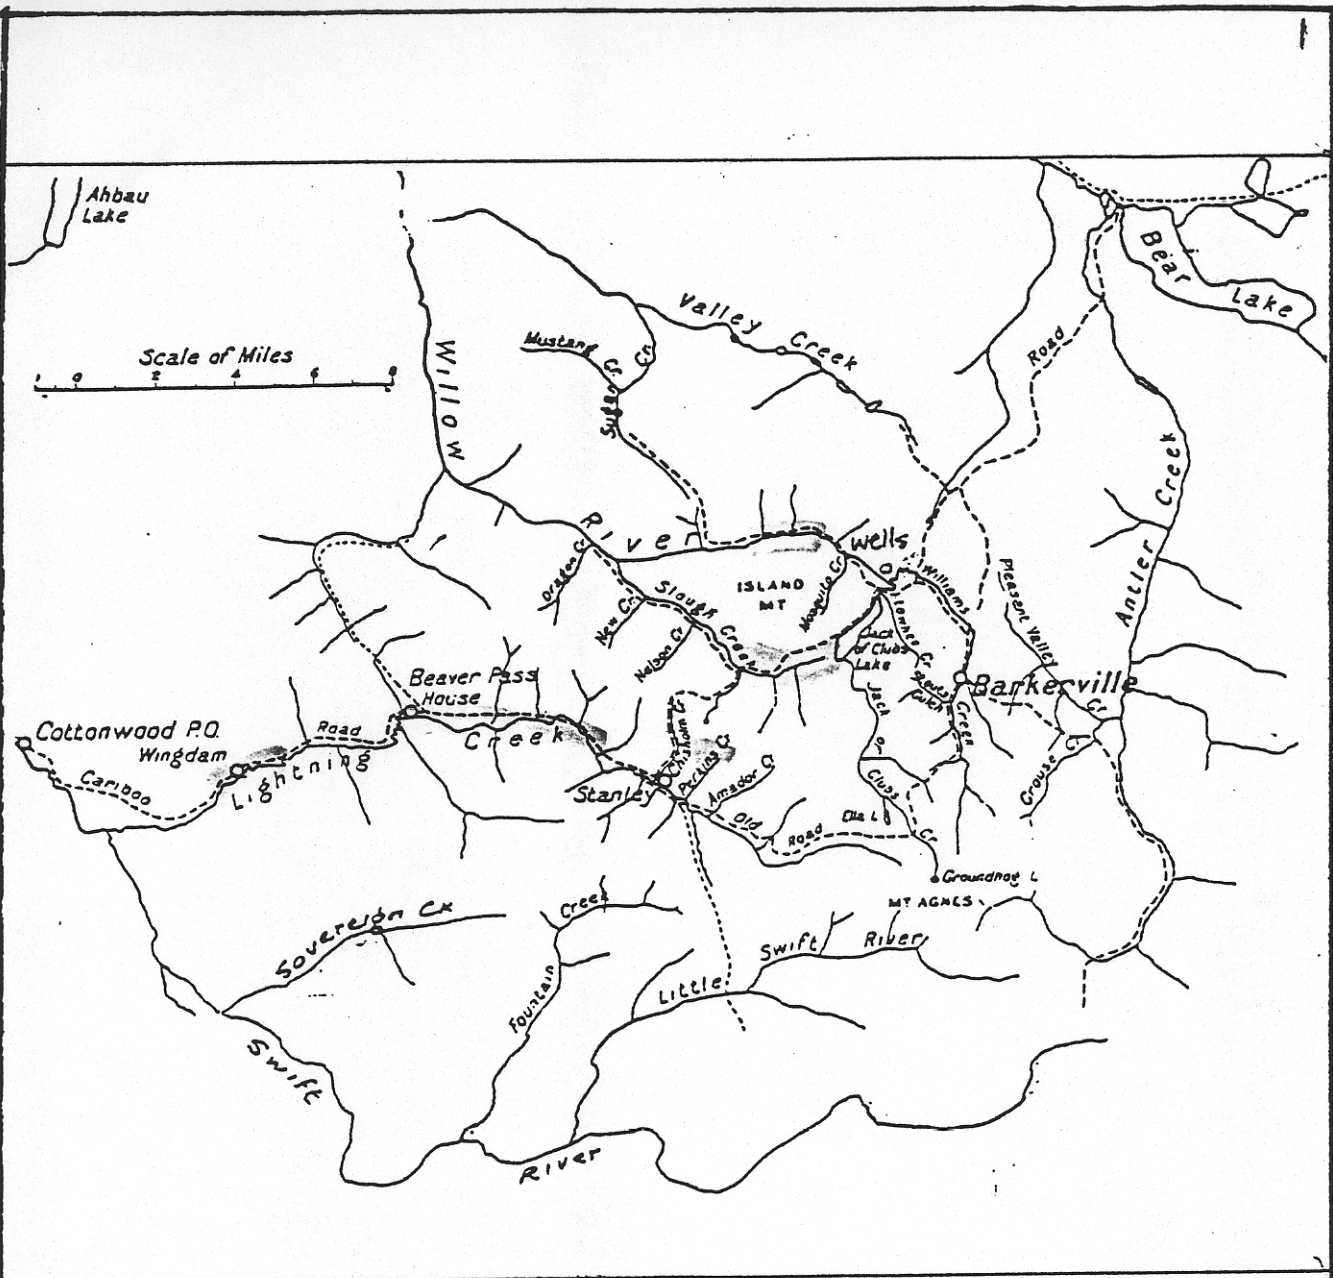 1
Ahbau
Lake
Bear
Lake
Valley Creek
Road
Scale of Miles
1 0 2 4 6 8
Willow
River
Mustang Cr.
Sugar Cr.
Antler Creek
Wells
Dragon Cr.
New Cr.
Nelson Cr.
Slough Creek
ISLAND
MT
Mosquito Cr
Williams
Creek
Pleasant Valley
Cr
Jack
of Clubs
Lake
Gulch
Barkerville
Beaver Pass
House
Cottonwood P.O.
Wingdam
Cariboo
Road
Lightning
Creek
Stanley
Chisholm Cr
Perkins Cr
Amador Cr
Old
Road
Ella L
Jack of Clubs
Cr
Grouse
Cr
Groundhog L
MT AGNES
Sovereign Ck
Fountain
Creek
Little
Swift
River
Swift
River